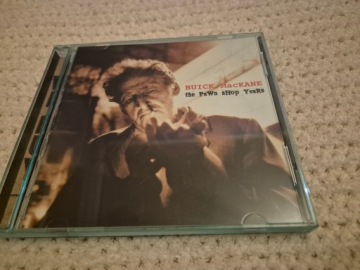 BUICK MacKANE
the PaWn sHop YeaRs